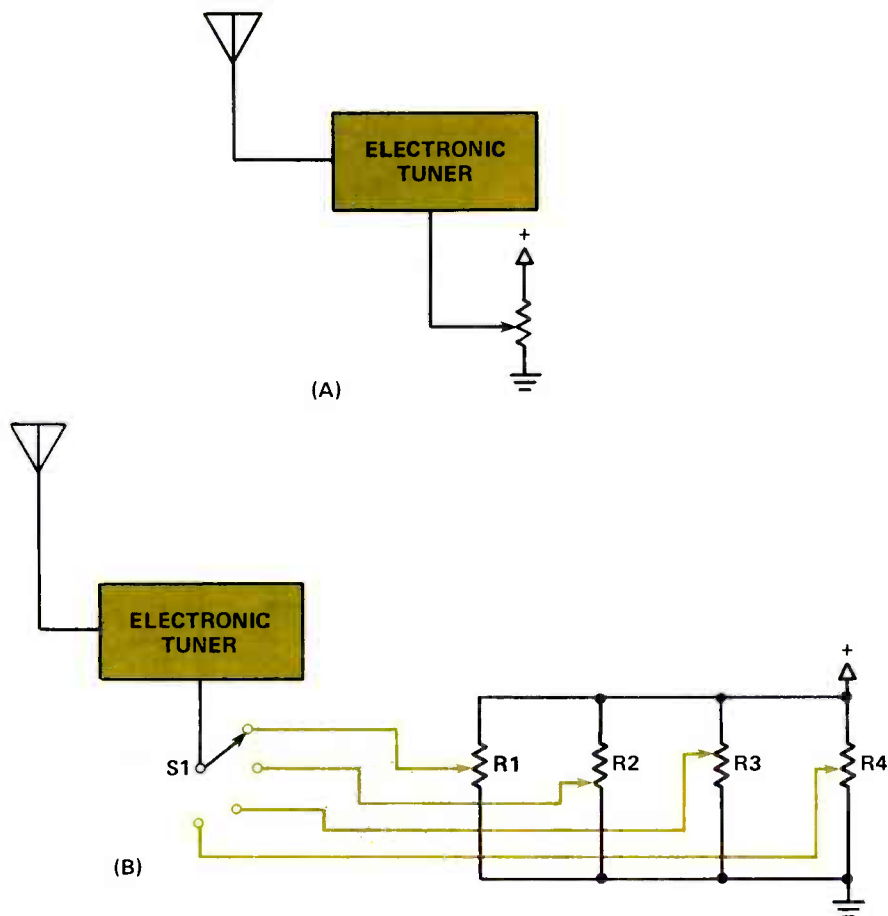 ELECTRONIC
TUNER
+
(A)
ELECTRONIC
TUNER
+
S1
R1
R2
R3
R4
(B)